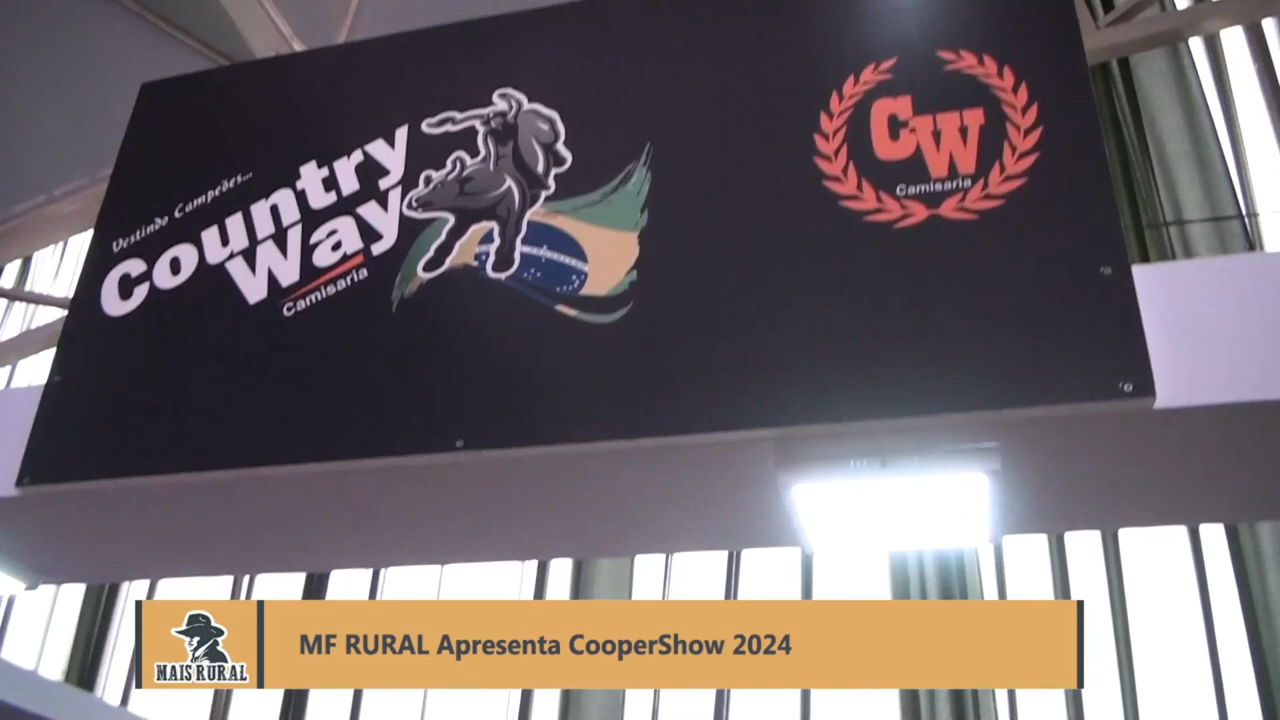 Vestindo Campeões...
Country
Way
Camisaria
CW
Camisaria
MF RURAL Apresenta CooperShow 2024
MAIS RURAL